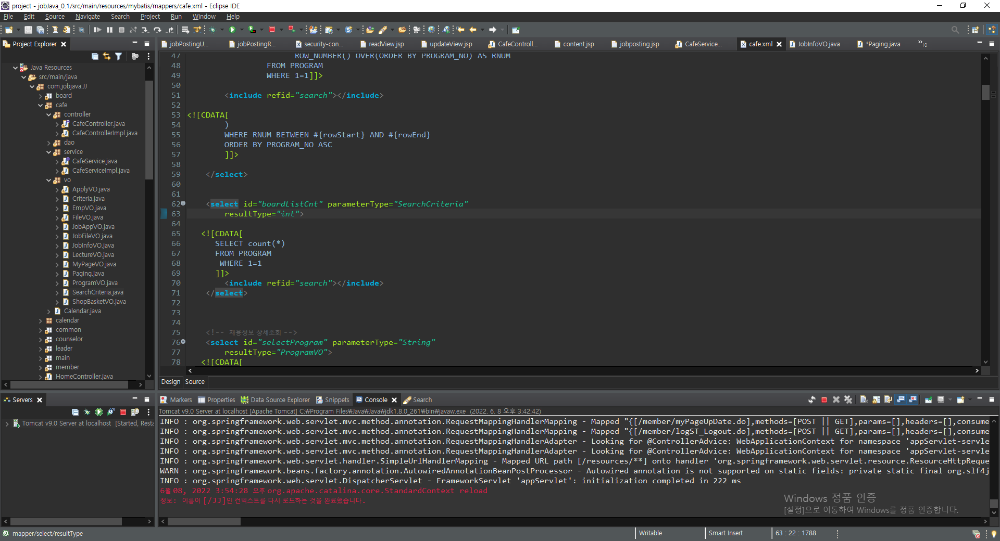 project - jobJava_0.1/src/main/resources/mybatis/mappers/cafe.xml - Eclipse IDE
File Edit Source Navigate Search Project Run Window Help
Project Explorer
jobPostingU...
jobPostingR...
security-con...
readView.jsp
updateView.jsp
CafeControll...
content.jsp
jobposting.jsp
CafeService...
cafe.xml
JobInfoVO.java
*Paging.java
»10
Java Resources
src/main/java
com.jobjava.JJ
board
cafe
controller
CafeController.java
CafeControllerImpl.java
dao
service
CafeService.java
CafeServiceImpl.java
vo
ApplyVO.java
Criteria.java
EmpVO.java
FileVO.java
JobAppVO.java
JobFileVO.java
JobInfoVO.java
LectureVO.java
MyPageVO.java
Paging.java
ProgramVO.java
SearchCriteria.java
ShopBasketVO.java
Calendar.java
calendar
common
counselor
leader
main
member
HomeController.java
47 ROW_NUMBER() OVER(ORDER BY PROGRAM_NO) AS RNUM
48 FROM PROGRAM
49 WHERE 1=1]]>
50
51 <include refid="search"></include>
52
53 <![CDATA[
54 )
55 WHERE RNUM BETWEEN #{rowStart} AND #{rowEnd}
56 ORDER BY PROGRAM_NO ASC
57 ]]>
58
59 </select>
60
61
62 <select id="boardListCnt" parameterType="SearchCriteria"
63 resultType="int">
64
65 <![CDATA[
66 SELECT count(*)
67 FROM PROGRAM
68 WHERE 1=1
69 ]]>
70 <include refid="search"></include>
71 </select>
72
73
74
75 <!-- 채용정보 상세조회 -->
76 <select id="selectProgram" parameterType="String"
77 resultType="ProgramVO">
78 <![CDATA[
Design Source
Servers
Tomcat v9.0 Server at localhost [Started, Resta
Markers Properties Data Source Explorer Snippets Console Search
Tomcat v9.0 Server at localhost [Apache Tomcat] C:₩Program Files₩Java₩Java₩jdk1.8.0_261₩bin₩javaw.exe (2022. 6. 8 오후 3:42:42)
INFO : org.springframework.web.servlet.mvc.method.annotation.RequestMappingHandlerMapping - Mapped "{[/member/myPageUpDate.do],methods=[POST || GET],params=[],headers=[],consume
INFO : org.springframework.web.servlet.mvc.method.annotation.RequestMappingHandlerMapping - Mapped "{[/member/logST_Logout.do],methods=[POST || GET],params=[],headers=[],consume
INFO : org.springframework.web.servlet.mvc.method.annotation.RequestMappingHandlerAdapter - Looking for @ControllerAdvice: WebApplicationContext for namespace 'appServlet-servle
INFO : org.springframework.web.servlet.mvc.method.annotation.RequestMappingHandlerAdapter - Looking for @ControllerAdvice: WebApplicationContext for namespace 'appServlet-servle
INFO : org.springframework.web.servlet.handler.SimpleUrlHandlerMapping - Mapped URL path [/resources/**] onto handler 'org.springframework.web.servlet.resource.ResourceHttpReque
WARN : org.springframework.beans.factory.annotation.AutowiredAnnotationBeanPostProcessor - Autowired annotation is not supported on static fields: private static final org.slf4j
INFO : org.springframework.web.servlet.DispatcherServlet - FrameworkServlet 'appServlet': initialization completed in 222 ms
6월 08, 2022 3:54:28 오후 org.apache.catalina.core.StandardContext reload
정보: 이름이 [/JJ]인 컨텍스트를 다시 로드하는 것을 완료했습니다.
Windows 정품 인증
[설정]으로 이동하여 Windows를 정품 인증합니다.
mapper/select/resultType
Writable
Smart Insert
63 : 22 : 1788